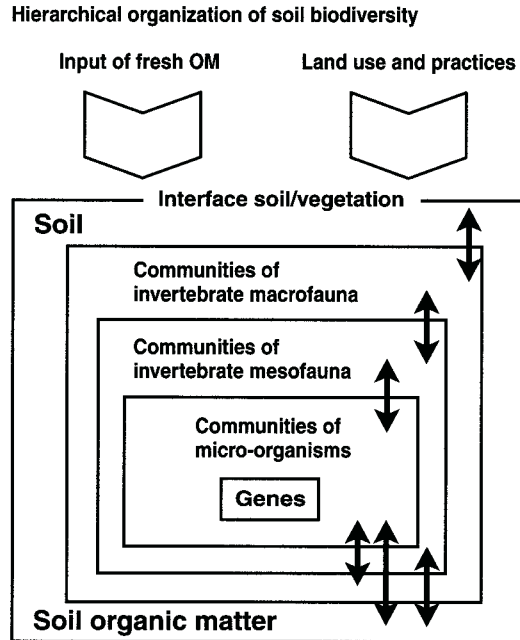 Hierarchical organization of soil biodiversity
Input of fresh OM
Land use and practices
Interface soil/vegetation
Soil
Communities of
invertebrate macrofauna
Communities of
invertebrate mesofauna
Communities of
micro-organisms
Genes
Soil organic matter